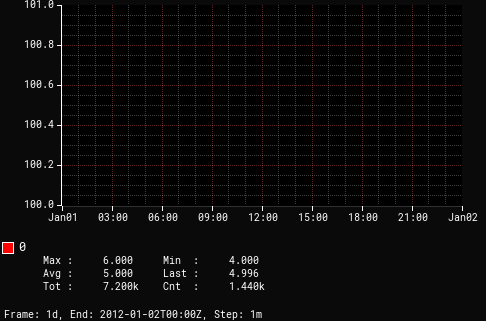 101.0
100.8
100.6
100.4
100.2
100.0
Jan01 03:00 06:00 09:00 12:00 15:00 18:00 21:00 Jan02
0
Max : 6.000 Min : 4.000
Avg : 5.000 Last : 4.996
Tot : 7.200k Cnt : 1.440k
Frame: 1d, End: 2012-01-02T00:00Z, Step: 1m